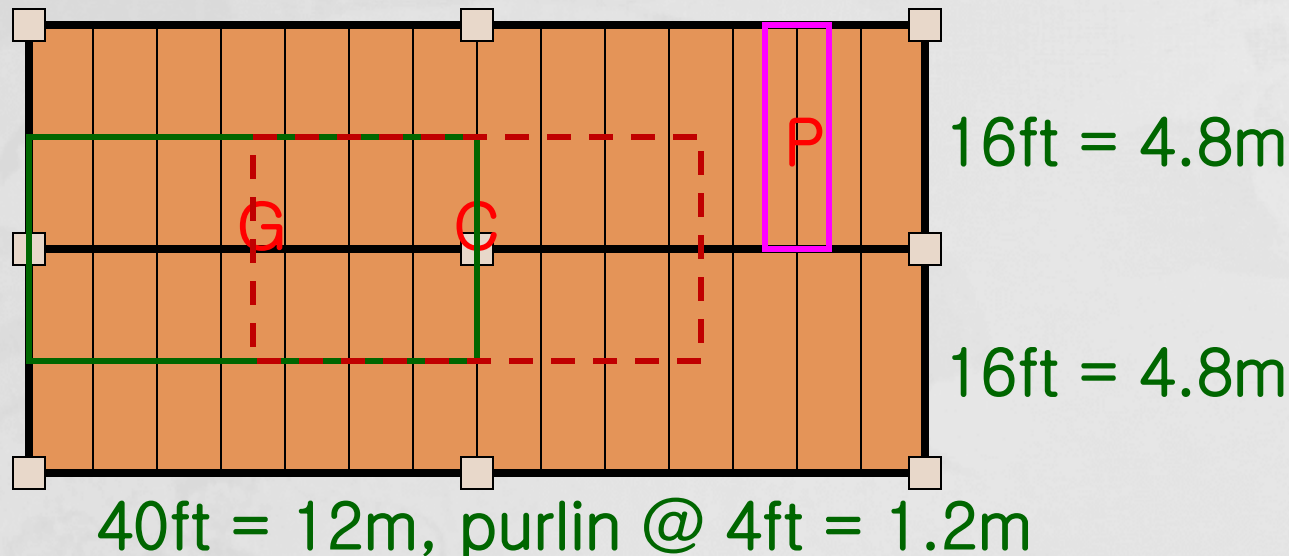 P
16ft = 4.8m
G C
16ft = 4.8m
40ft = 12m, purlin @ 4ft = 1.2m